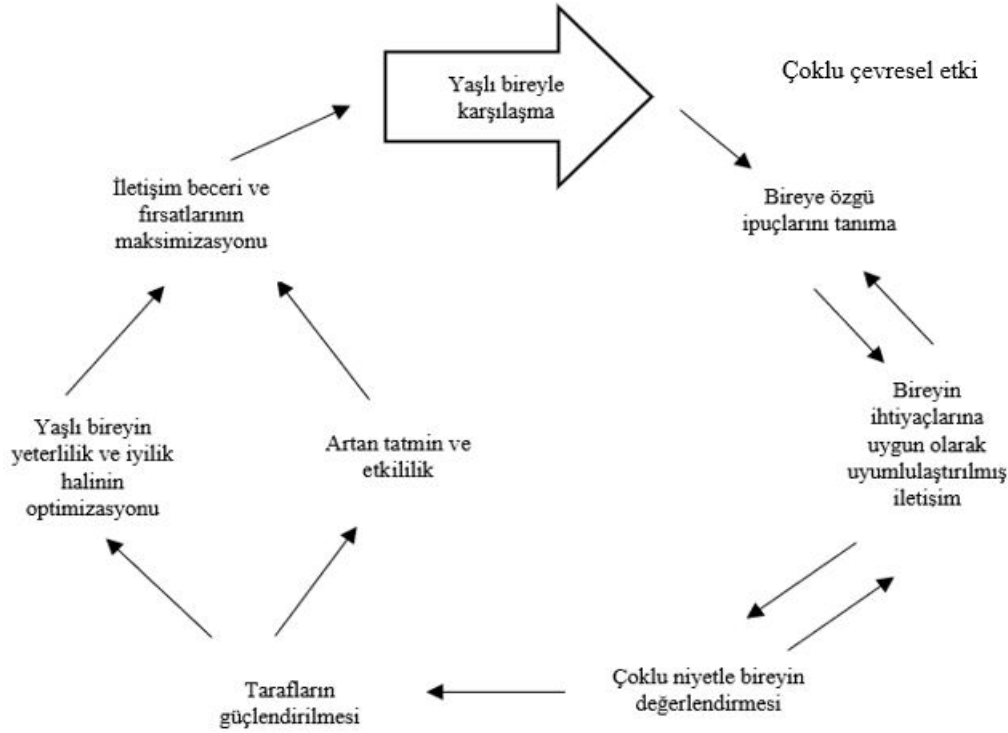 Yaşlı bireyle
karşılaşma
Çoklu çevresel etki
Bireye özgü
ipuçlarını tanıma
Bireyin
ihtiyaçlarına
uygun olarak
uyumlulaştırılmış
iletişim
Çoklu niyetle bireyin
değerlendirmesi
Tarafların
güçlendirilmesi
Artan tatmin ve
etkililik
Yaşlı bireyin
yeterlilik ve iyilik
halinin
optimizasyonu
İletişim beceri ve
fırsatlarının
maksimizasyonu